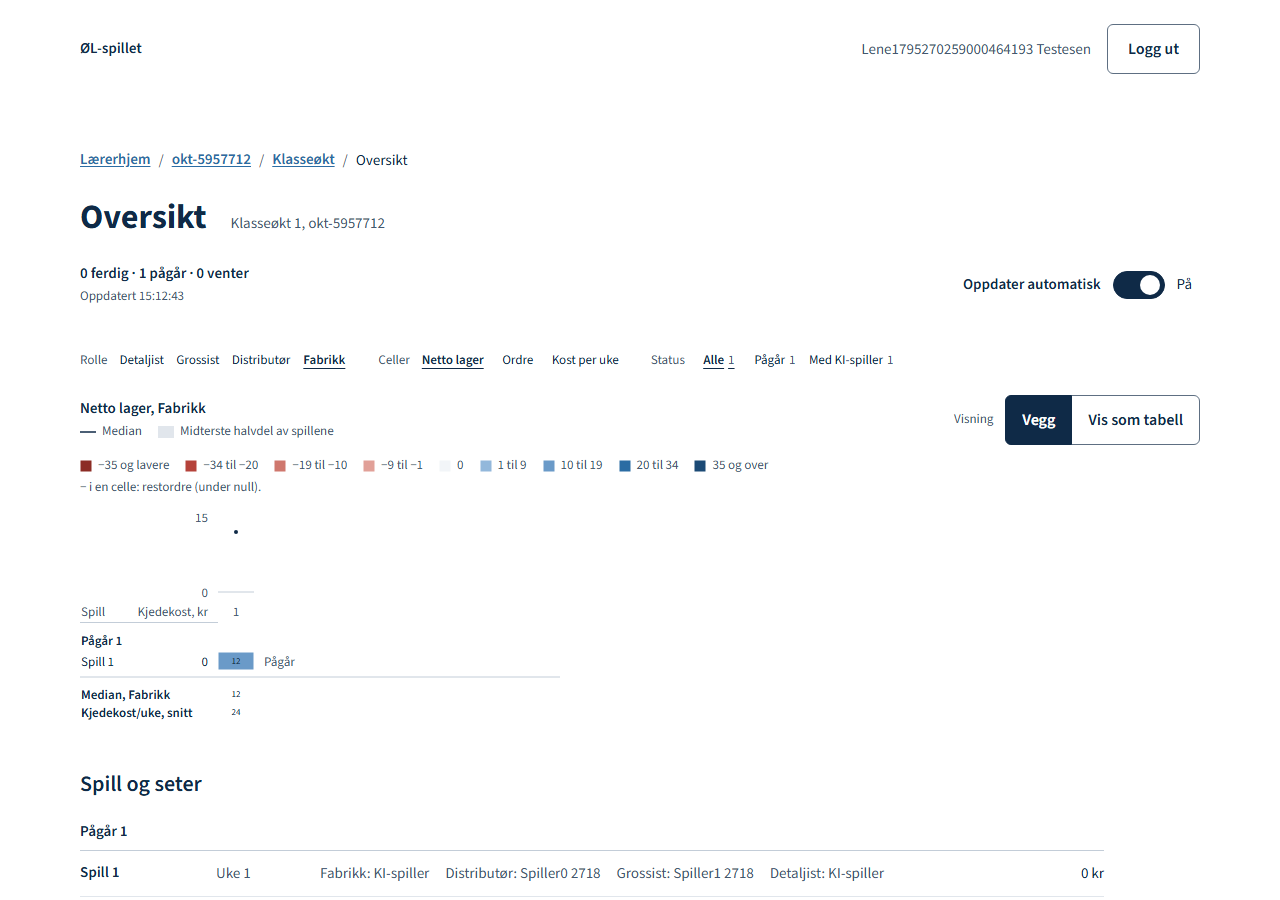 ØL-spillet
Lene1795270259000464193 Testesen
Logg ut
Lærerhjem / okt-5957712 / Klasseøkt / Oversikt
Oversikt Klasseøkt 1, okt-5957712
0 ferdig · 1 pågår · 0 venter
Oppdatert 15:12:43
Oppdater automatisk På
Rolle Detaljist Grossist Distributør Fabrikk Celler Netto lager Ordre Kost per uke Status Alle 1 Pågår 1 Med KI-spiller 1
Netto lager, Fabrikk
Median Midterste halvdel av spillene
Visning Vegg Vis som tabell
−35 og lavere −34 til −20 −19 til −10 −9 til −1 0 1 til 9 10 til 19 20 til 34 35 og over
− i en celle: restordre (under null).
15
0
Spill Kjedekost, kr 1
Pågår 1
Spill 1 0 12 Pågår
Median, Fabrikk 12
Kjedekost/uke, snitt 24
Spill og seter
Pågår 1
Spill 1 Uke 1 Fabrikk: KI-spiller Distributør: Spiller0 2718 Grossist: Spiller1 2718 Detaljist: KI-spiller 0 kr